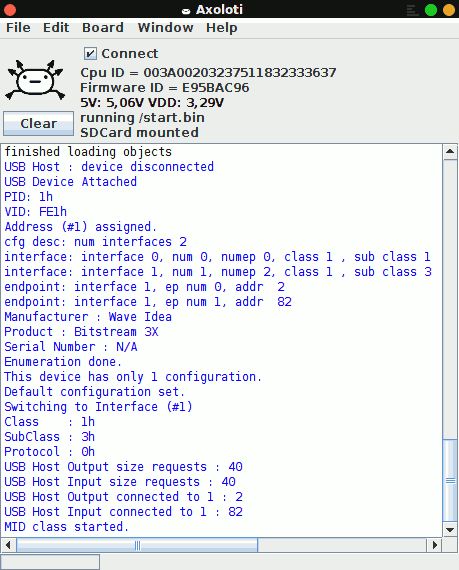 Axoloti
File Edit Board Window Help
Connect
Cpu ID = 003A00203237511832333637
Firmware ID = E95BAC96
5V: 5,06V VDD: 3,29V
running /start.bin
SDCard mounted
Clear
finished loading objects
USB Host : device disconnected
USB Device Attached
PID: 1h
VID: FE1h
Address (#1) assigned.
cfg desc: num interfaces 2
interface: interface 0, num 0, numep 0, class 1 , sub class 1
interface: interface 1, num 1, numep 2, class 1 , sub class 3
endpoint: interface 1, ep num 0, addr  2
endpoint: interface 1, ep num 1, addr  82
Manufacturer : Wave Idea
Product : Bitstream 3X
Serial Number : N/A
Enumeration done.
This device has only 1 configuration.
Default configuration set.
Switching to Interface (#1)
Class    : 1h
SubClass : 3h
Protocol : 0h
USB Host Output size requests : 40
USB Host Input size requests : 40
USB Host Output connected to 1 : 2
USB Host Input connected to 1 : 82
MID class started.